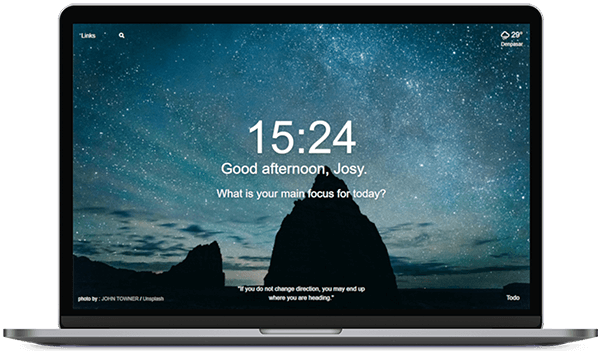 Links
29°
Denpasar
15:24
Good afternoon, Josy.
What is your main focus for today?
"If you do not change direction, you may end up
where you are heading."
photo by : JOHN TOWNER / Unsplash
Todo